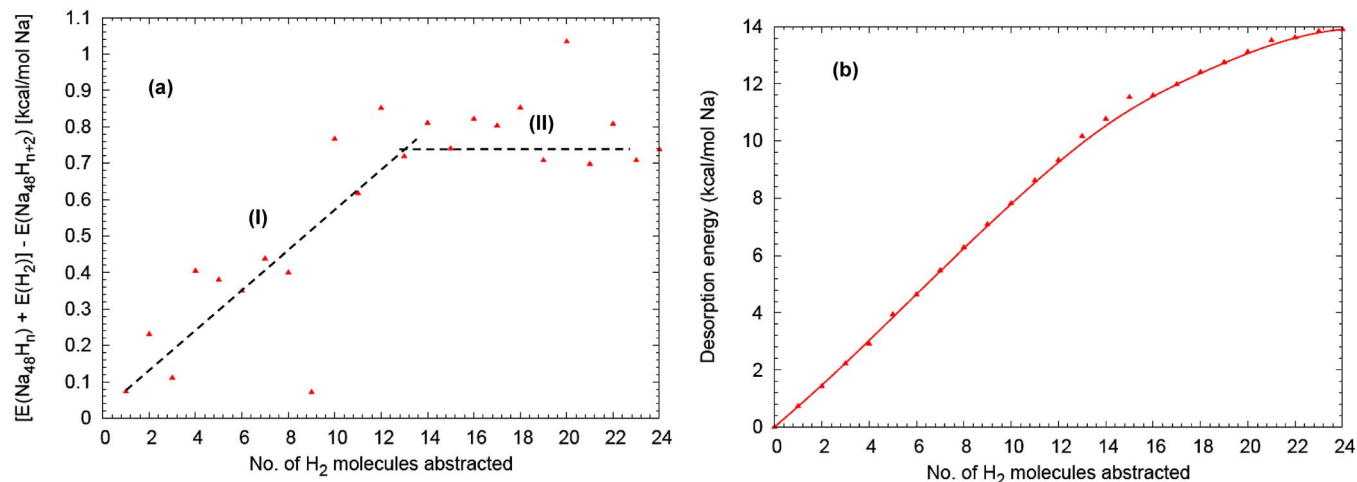 1.1
1
0.9
0.8
0.7
0.6
0.5
0.4
0.3
0.2
0.1
0
[E(Na48Hn) + E(H2)] - E(Na48Hn+2) [kcal/mol Na]
(a)
(I)
(II)
0 2 4 6 8 10 12 14 16 18 20 22 24
No. of H2 molecules abstracted
14
12
10
8
6
4
2
0
Desorption energy (kcal/mol Na)
(b)
0 2 4 6 8 10 12 14 16 18 20 22 24
No. of H2 molecules abstracted